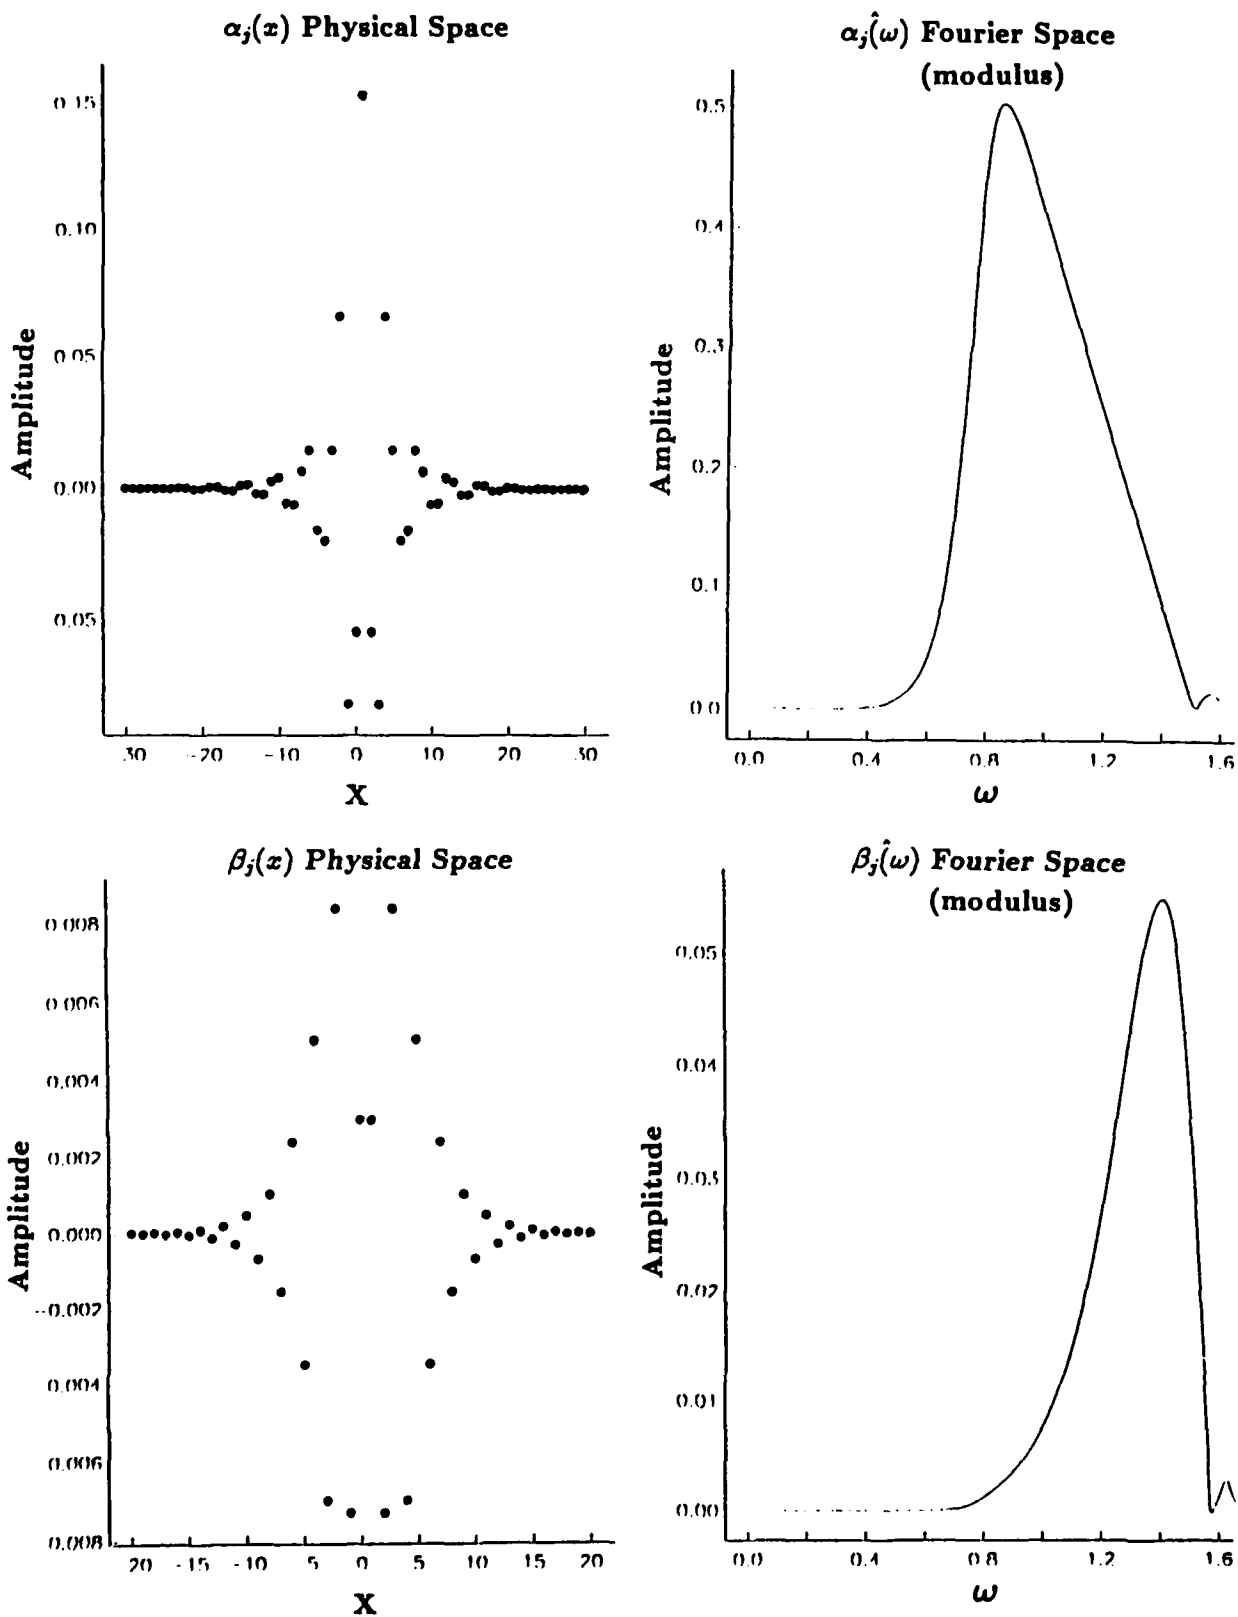 αⱼ(x) Physical Space
0.15
0.10
0.05
0.00
0.05
Amplitude
30 -20 -10 0 10 20 30
X
αⱼ(ω̂) Fourier Space
(modulus)
0.5
0.4
0.3
0.2
0.1
0.0
Amplitude
0.0 0.4 0.8 1.2 1.6
ω
βⱼ(x) Physical Space
0.008
0.006
0.004
0.002
0.000
-0.002
0.004
0.006
0.008
Amplitude
20 -15 -10 5 0 5 10 15 20
X
βⱼ(ω̂) Fourier Space
(modulus)
0.05
0.04
0.03
0.02
0.01
0.00
Amplitude
0.0 0.4 0.8 1.2 1.6
ω